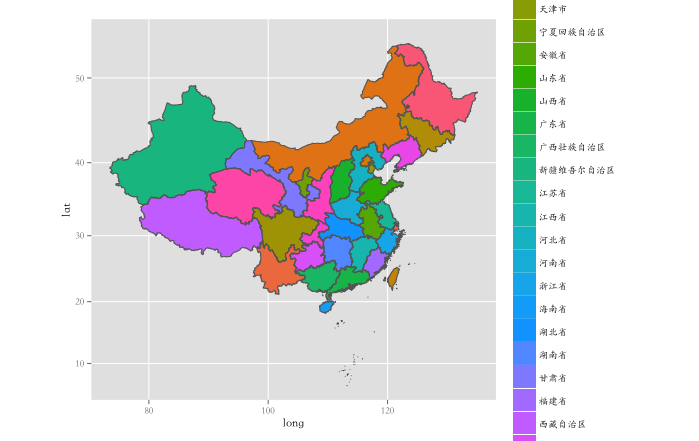 天津市
宁夏回族自治区
安徽省
山东省
山西省
广东省
广西壮族自治区
新疆维吾尔自治区
江苏省
江西省
河北省
河南省
浙江省
海南省
湖北省
湖南省
甘肃省
福建省
西藏自治区
50
40
30
20
10
lat
80
100
120
long